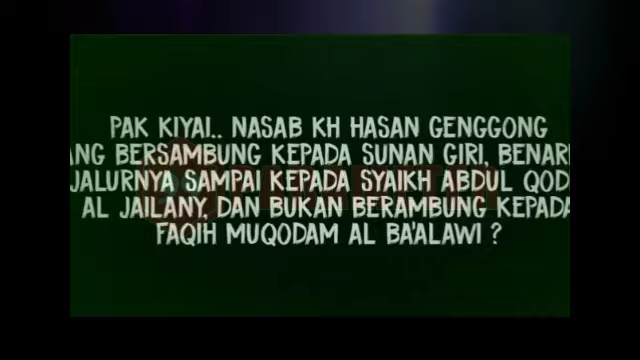 PAK KIYAI.. NASAB KH HASAN GENGGONG
ANG BERSAMBUNG KEPADA SUNAN GIRI, BENAR
JALURNYA SAMPAI KEPADA SYAIKH ABDUL QOD
AL JAILANY, DAN BUKAN BERAMBUNG KEPADA
FAQIH MUQODAM AL BA'ALAWI ?